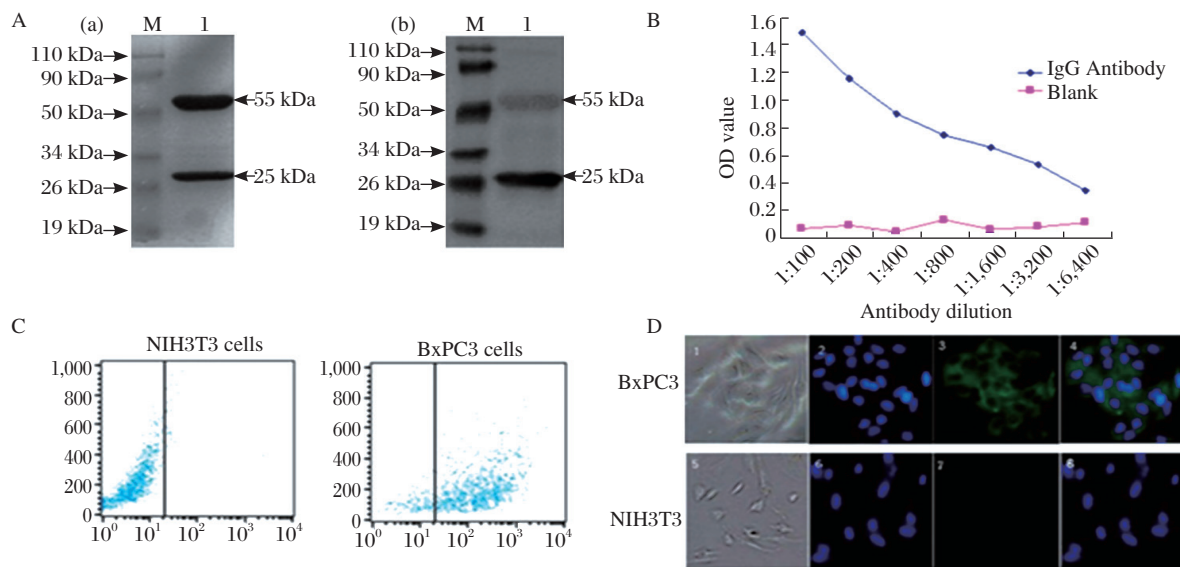 A
(a)
M 1
110 kDa
90 kDa
50 kDa
34 kDa
26 kDa
19 kDa
55 kDa
25 kDa
(b)
M 1
110 kDa
90 kDa
50 kDa
34 kDa
26 kDa
19 kDa
55 kDa
25 kDa
B
1.6
1.4
1.2
1.0
0.8
0.6
0.4
0.2
0
OD value
IgG Antibody
Blank
1:100
1:200
1:400
1:800
1:1,600
1:3,200
1:6,400
Antibody dilution
C
NIH3T3 cells
1,000
800
600
400
200
0
10⁰ 10¹ 10² 10³ 10⁴
BxPC3 cells
1,000
800
600
400
200
0
10⁰ 10¹ 10² 10³ 10⁴
D
BxPC3
1 2 3 4
NIH3T3
5 6 7 8